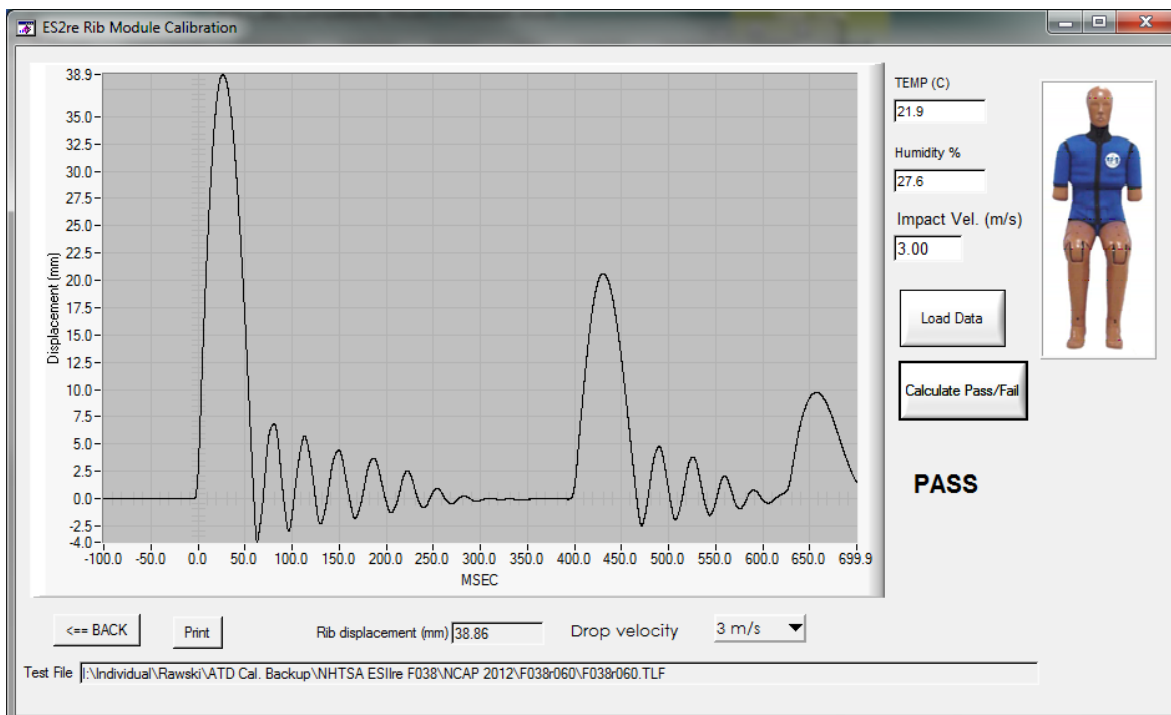 ES2re Rib Module Calibration
38.9
35.0
32.5
30.0
27.5
25.0
22.5
20.0
17.5
15.0
12.5
10.0
7.5
5.0
2.5
0.0
-2.5
-4.0
Displacement (mm)
-100.0 -50.0 0.0 50.0 100.0 150.0 200.0 250.0 300.0 350.0 400.0 450.0 500.0 550.0 600.0 650.0 699.9
MSEC
TEMP (C)
21.9
Humidity %
27.6
Impact Vel. (m/s)
3.00
Load Data
Calculate Pass/Fail
PASS
<== BACK
Print
Rib displacement (mm) 38.86
Drop velocity
3 m/s
Test File I:\Individual\Rawski\ATD Cal. Backup\NHTSA ESIIre F038\NCAP 2012\F038r060\F038r060.TLF